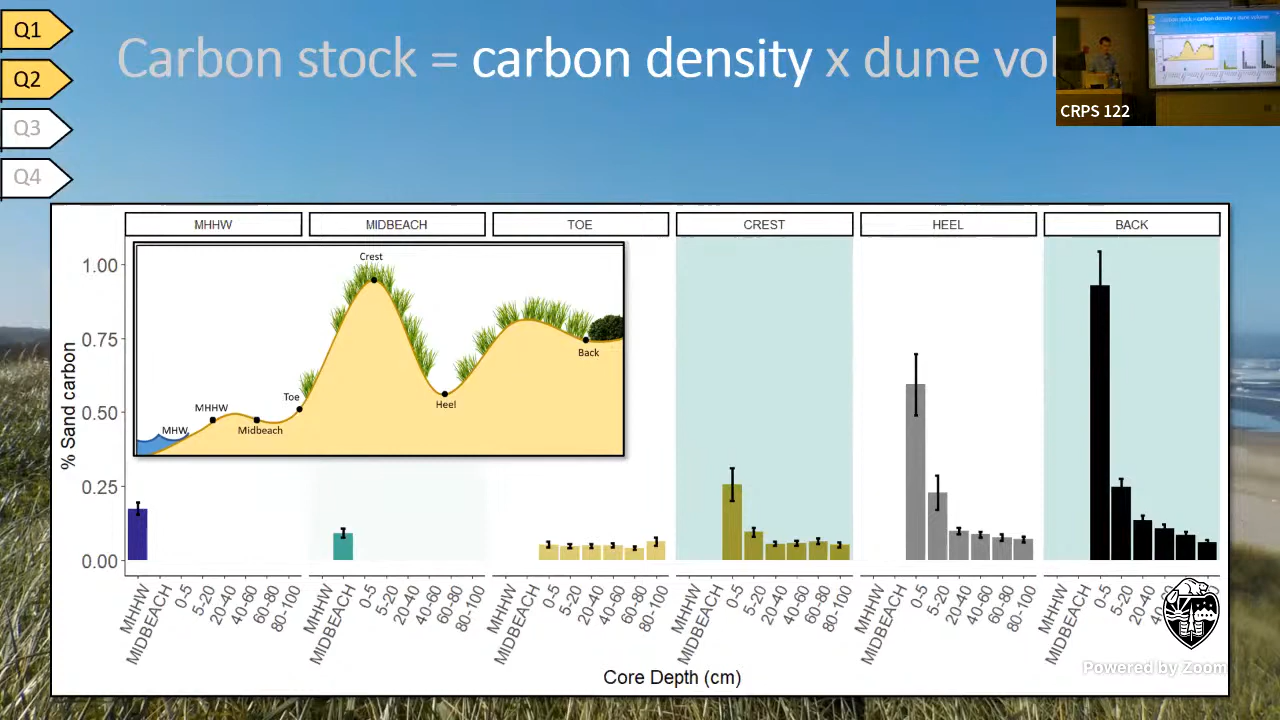 Q1
Q2
Q3
Q4
Carbon stock = carbon density x dune vol
CRPS 122
MHHW
MIDBEACH
TOE
CREST
HEEL
BACK
% Sand carbon
1.00
0.75
0.50
0.25
0.00
Crest
Back
Heel
Toe
MHHW
MHW
Midbeach
MHHW MIDBEACH 0-5 5-20 20-40 40-60 60-80 80-100
MHHW MIDBEACH 0-5 5-20 20-40 40-60 60-80 80-100
MHHW MIDBEACH 0-5 5-20 20-40 40-60 60-80 80-100
MHHW MIDBEACH 0-5 5-20 20-40 40-60 60-80 80-100
MHHW MIDBEACH 0-5 5-20 20-40 40-60 60-80 80-100
MHHW MIDBEACH 0-5 5-20 20-40
Core Depth (cm)
Powered by Zoom